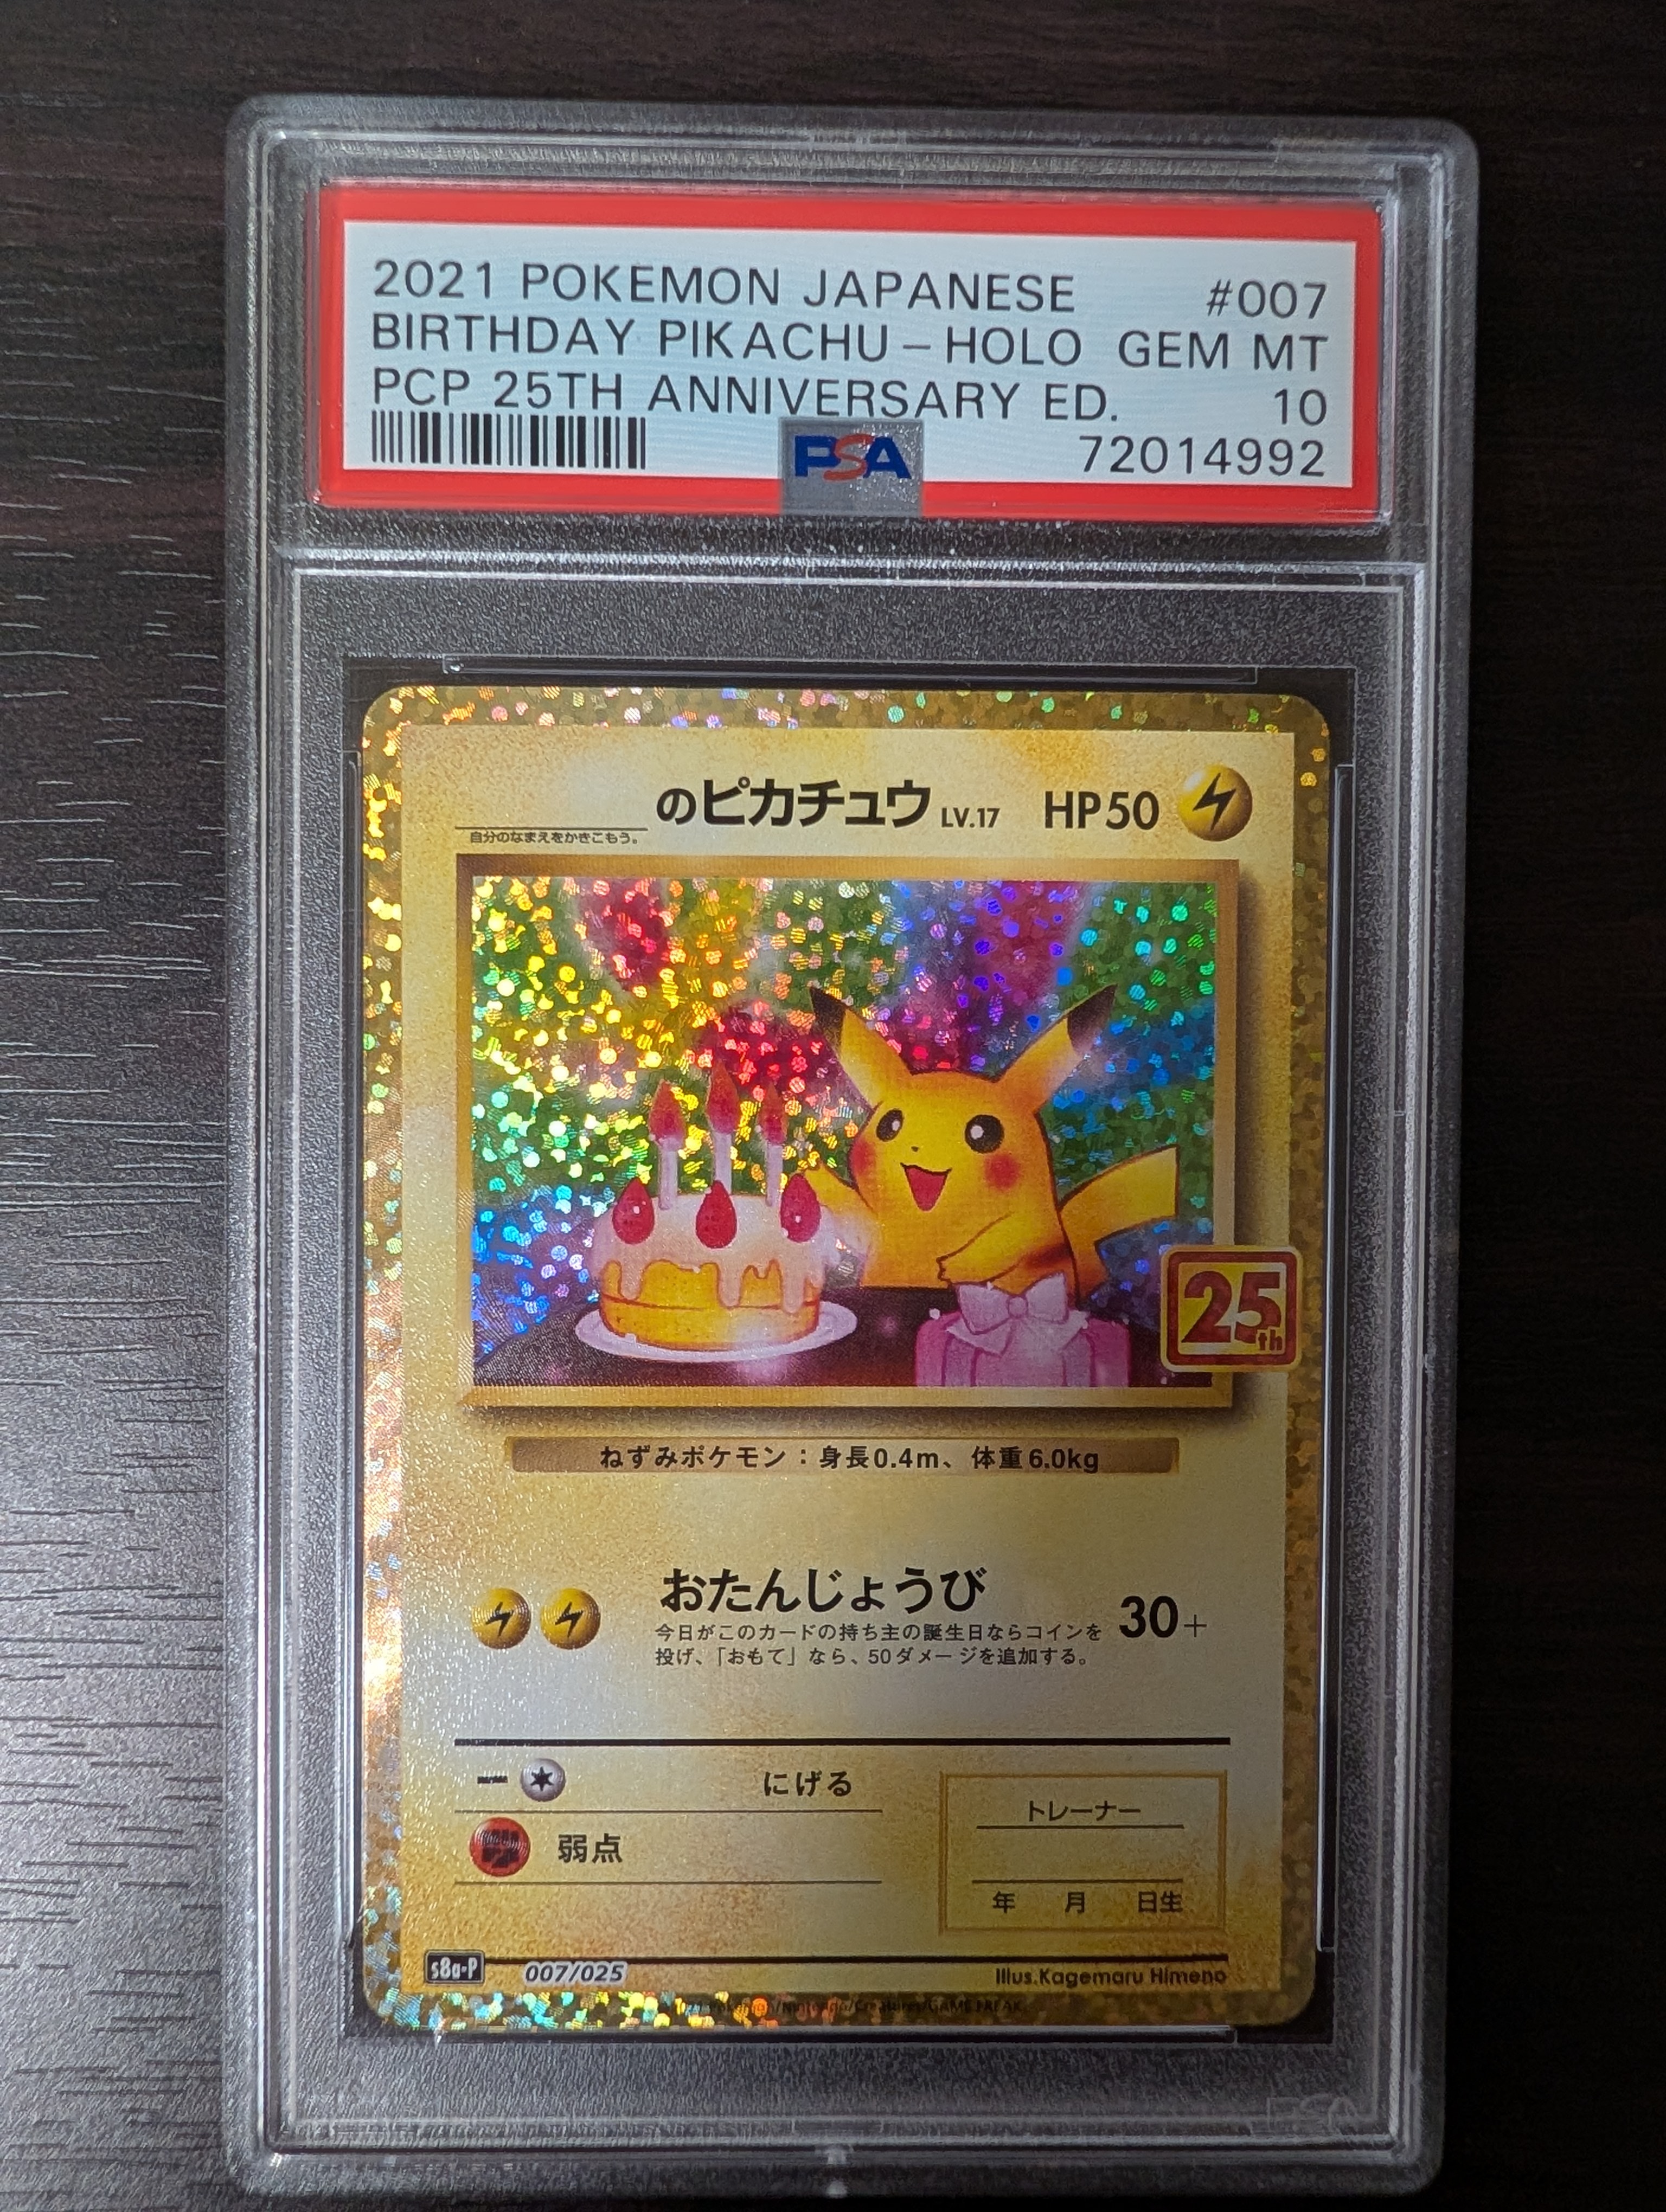 2021 POKEMON JAPANESE #007
BIRTHDAY PIKACHU-HOLO GEM MT
PCP 25TH ANNIVERSARY ED. 10
PSA 72014992
のピカチュウ LV.17 HP50
自分のなまえをかきこもう。
25th
ねずみポケモン:身長0.4m、体重6.0kg
おたんじょうび 30+
今日がこのカードの持ち主の誕生日ならコインを
投げ、「おもて」なら、50ダメージを追加する。
にげる
トレーナー
弱点
年 月 日生
s8a-P 007/025 Illus.Kagemaru Himeno
Pokémon/Nintendo/Creatures/GAME FREAK.
PSA